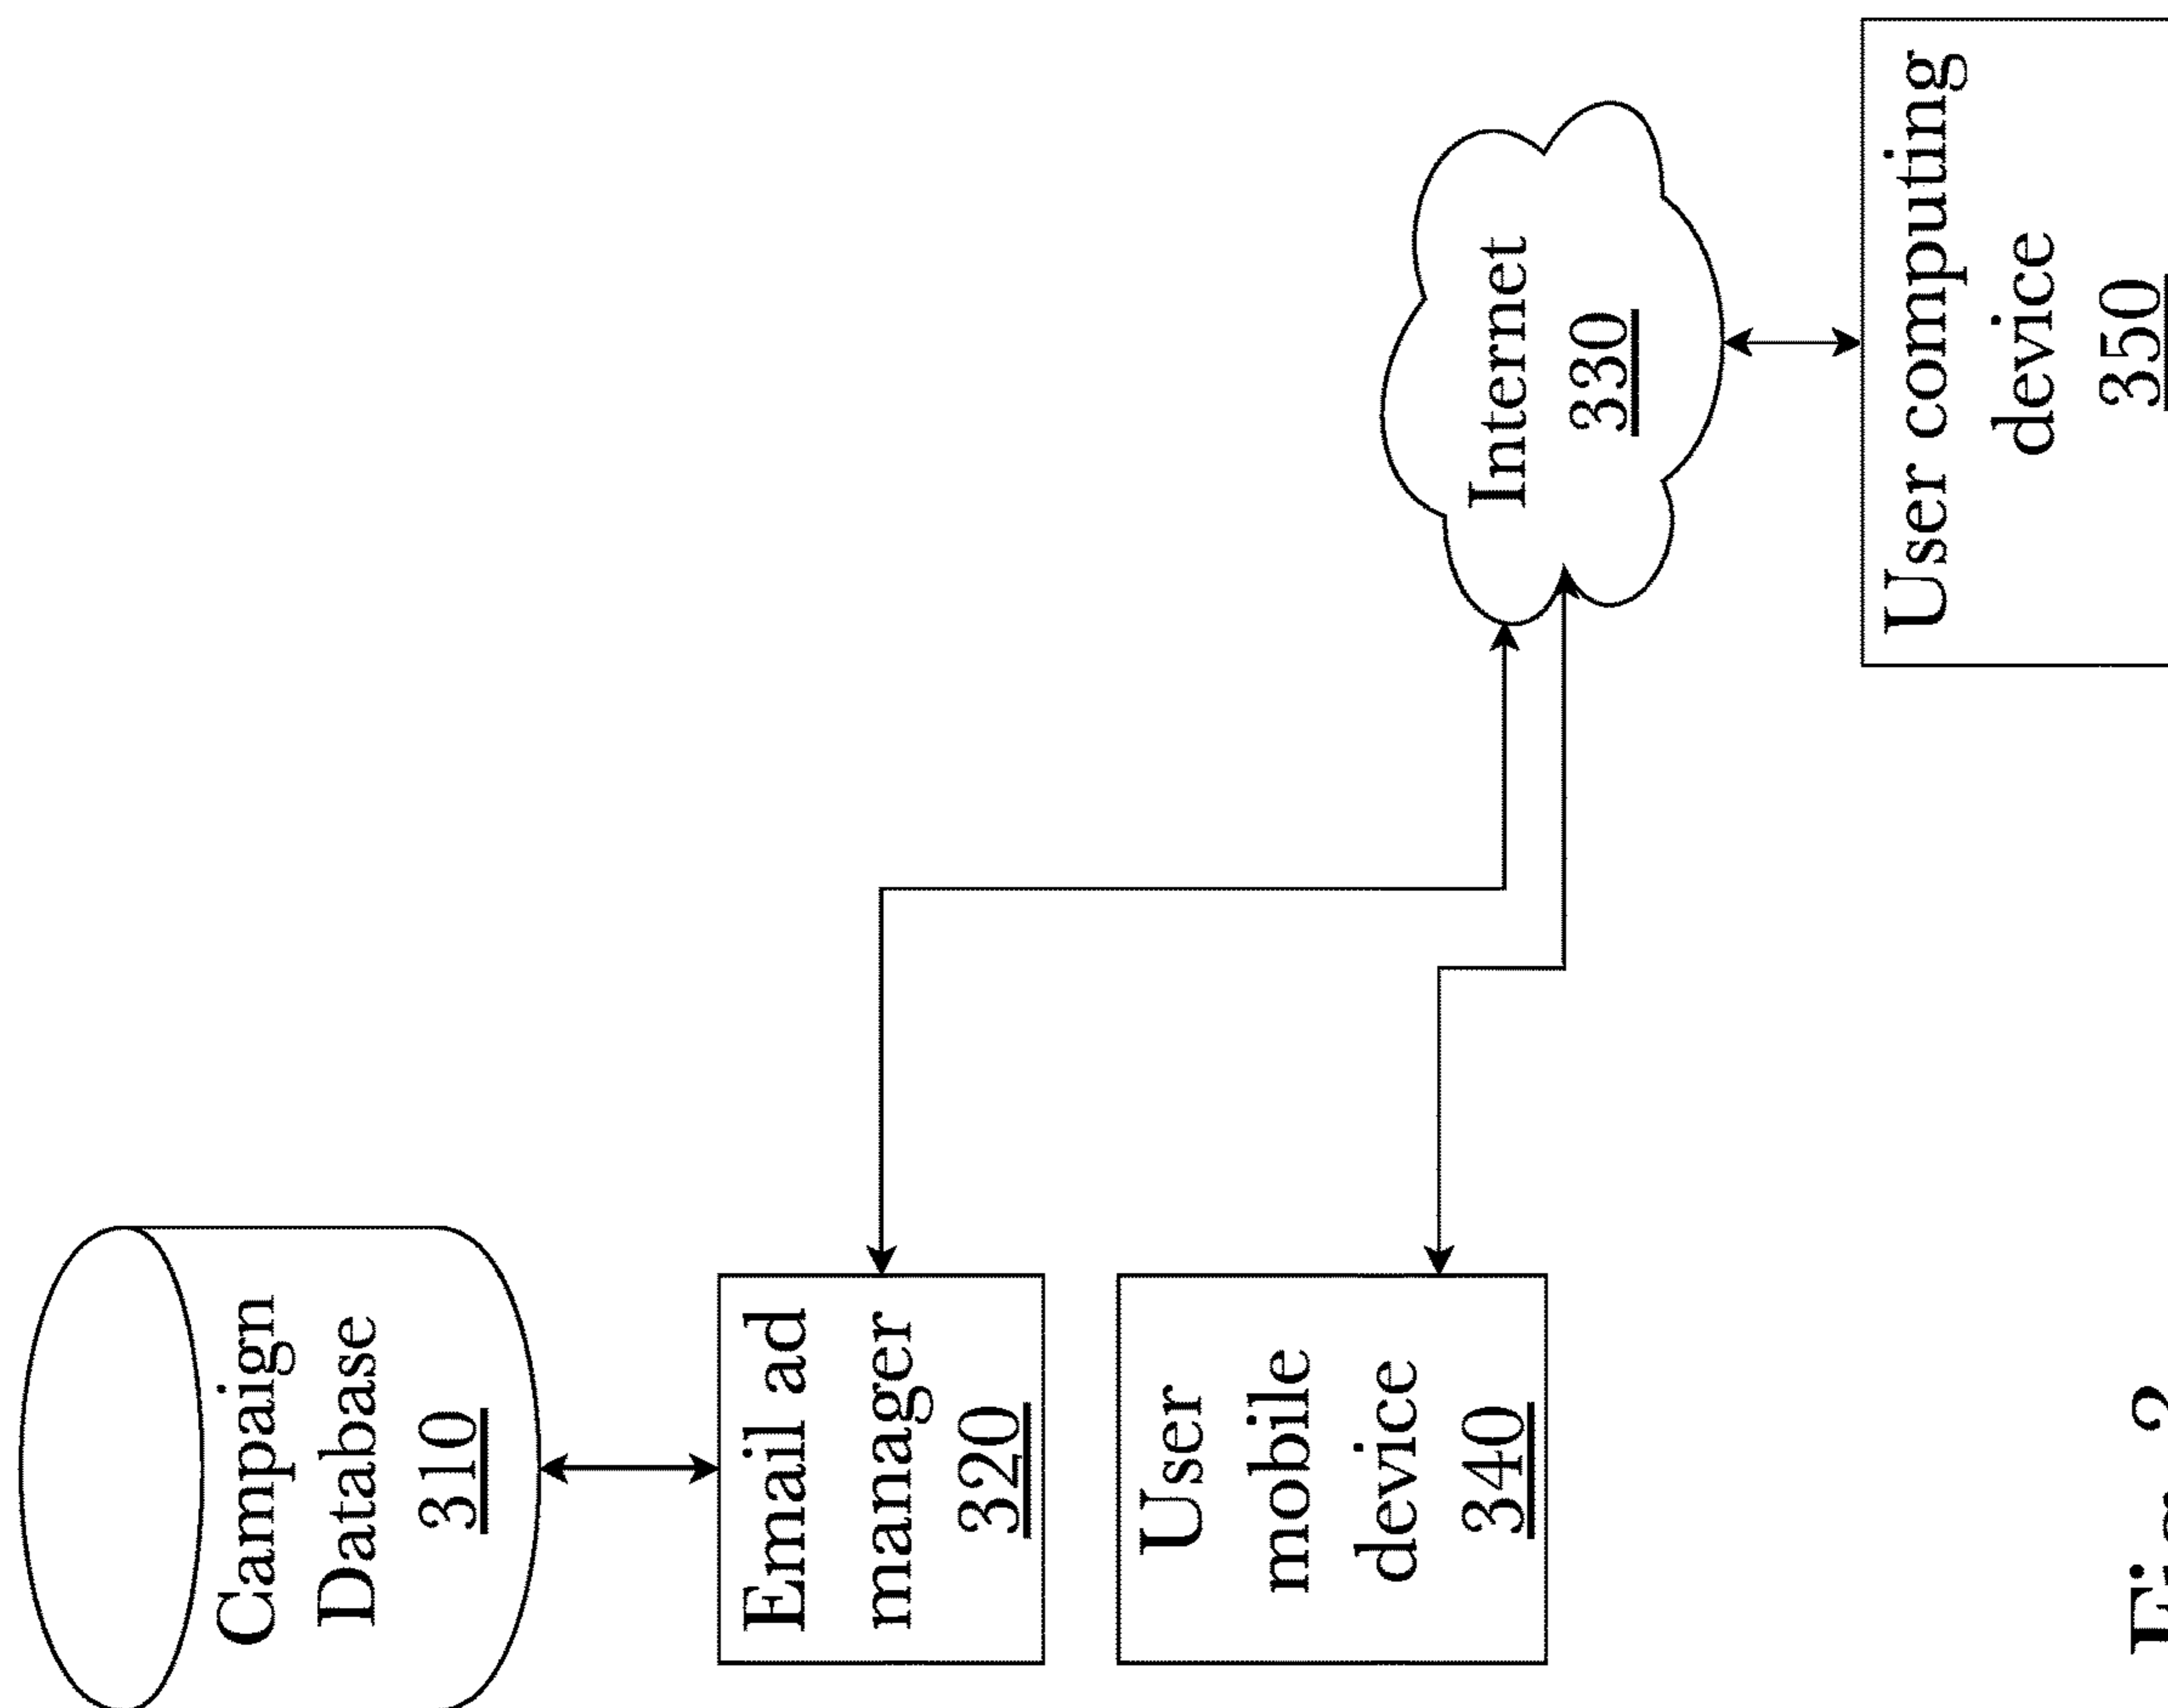 Campaign
Database
310
Email ad
manager
320
User
mobile
device
340
Internet
330
User computing
device
350